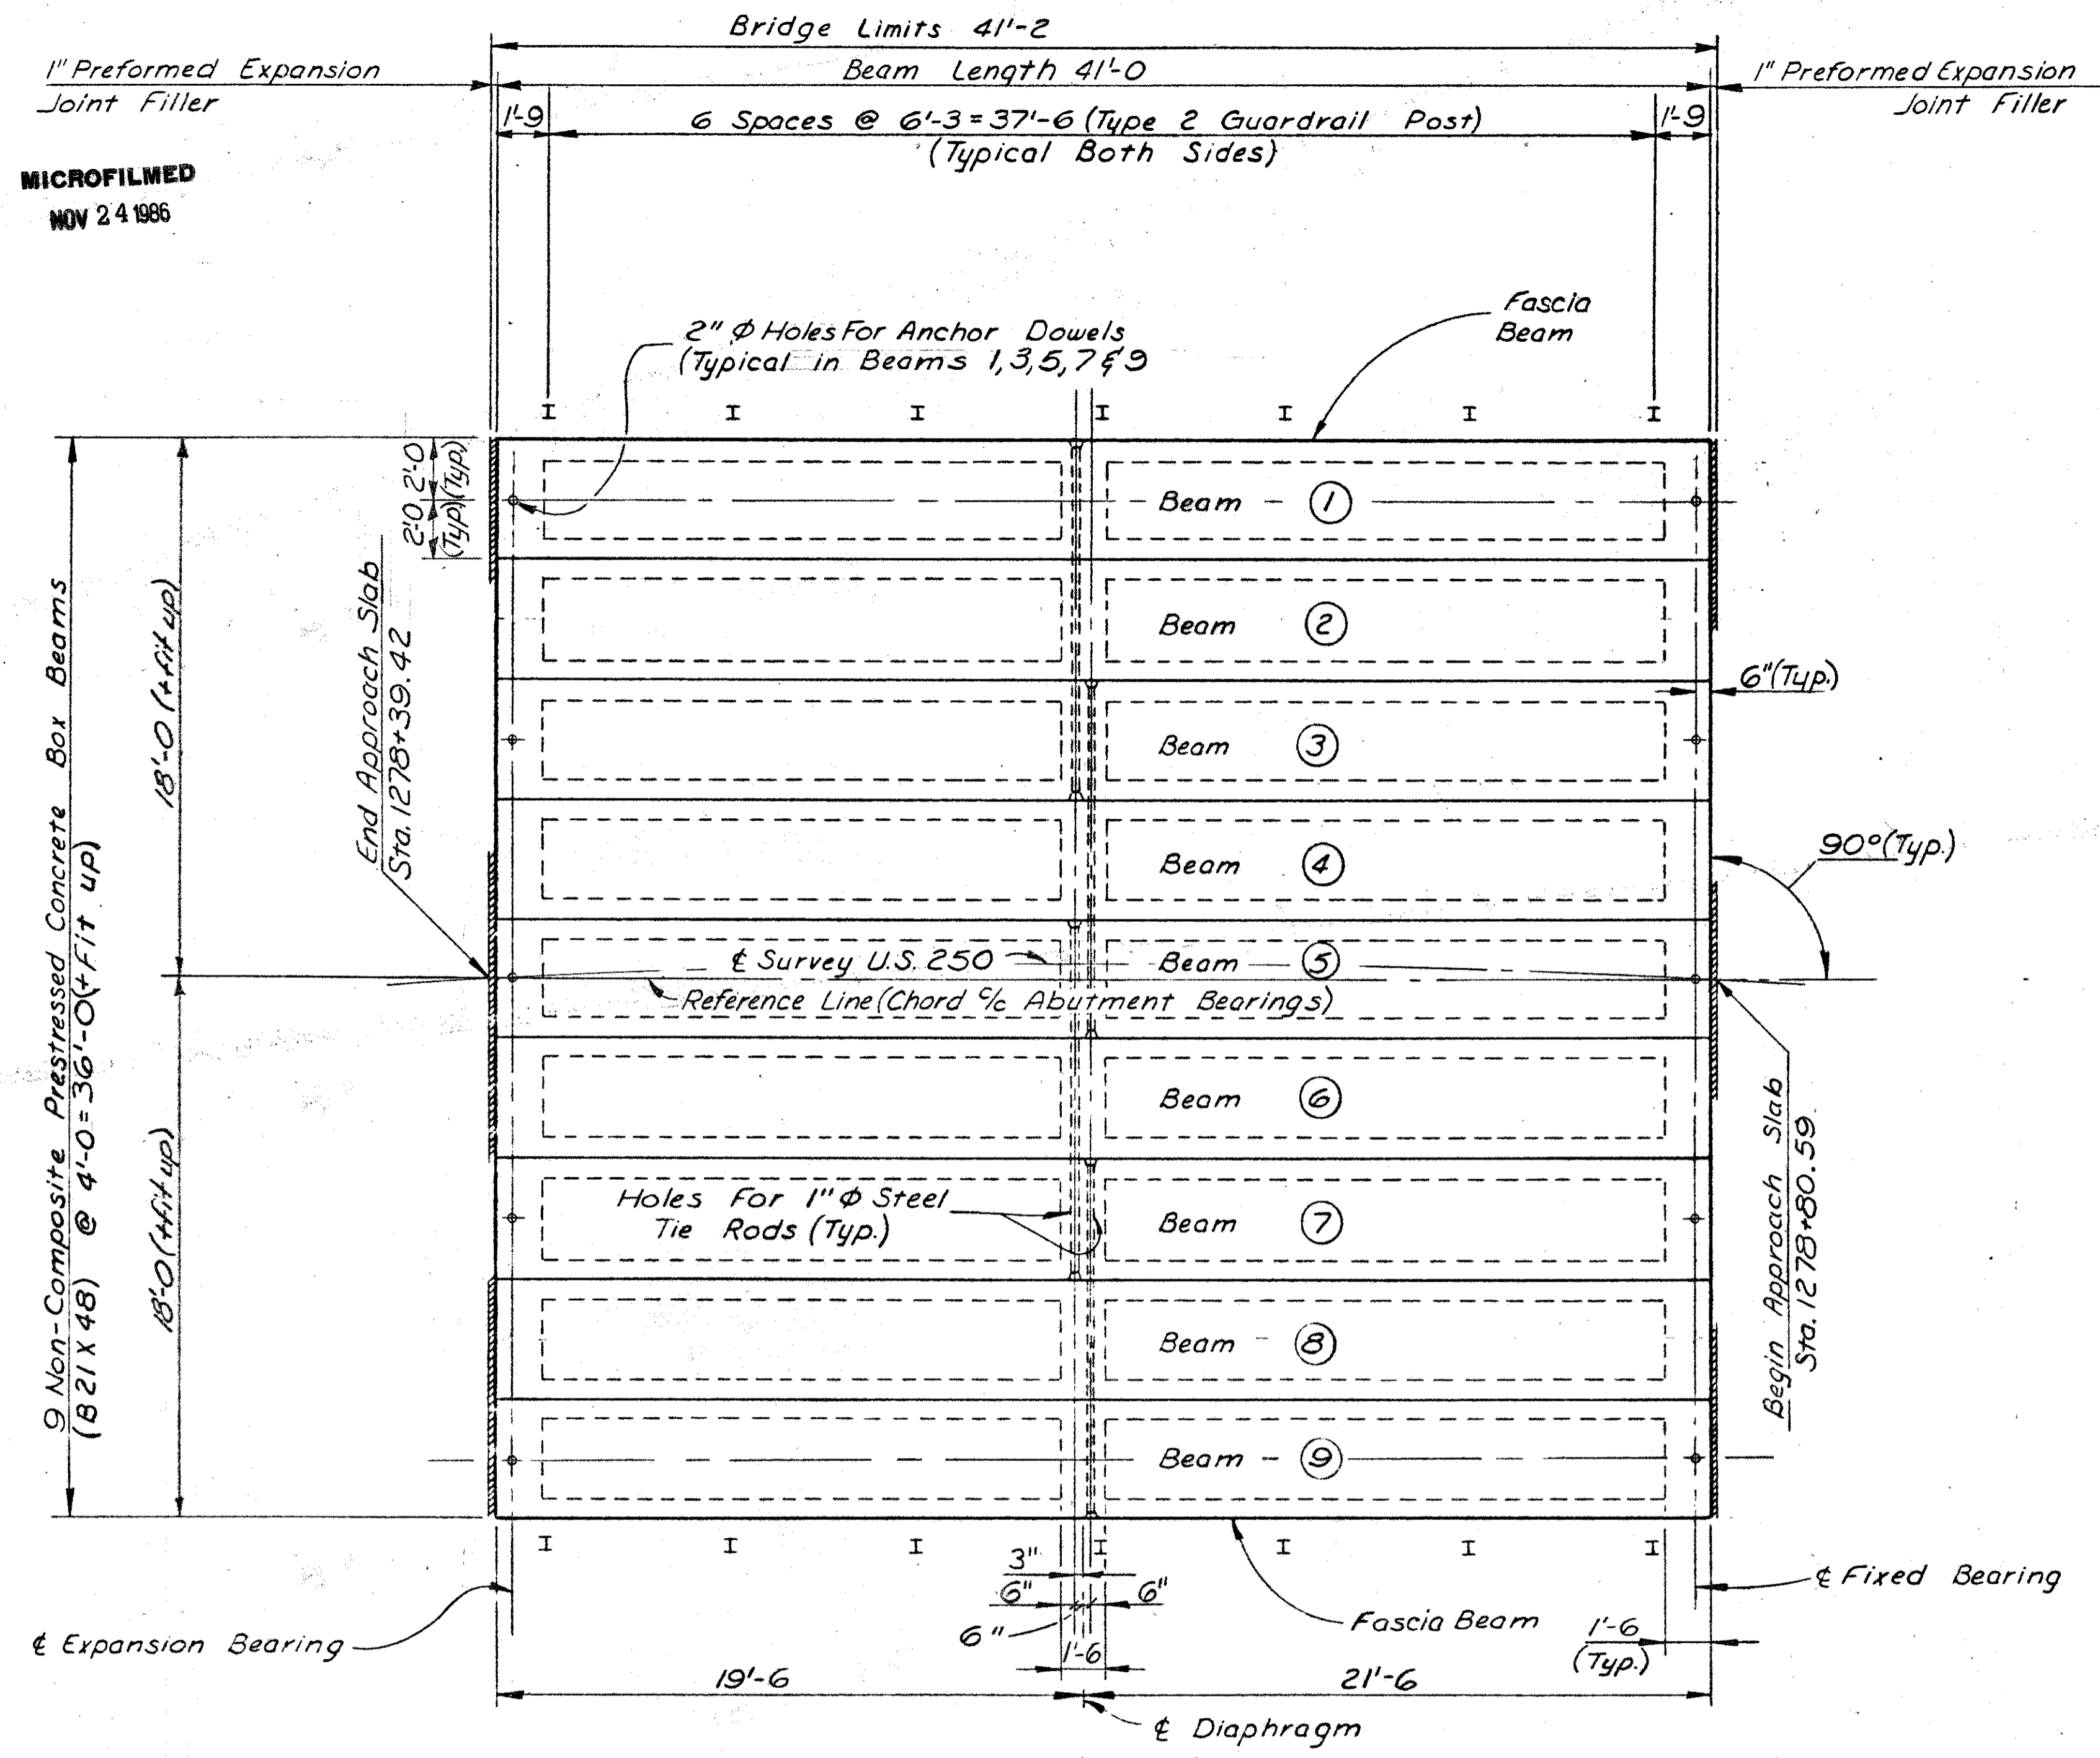 Bridge Limits 41'-2
1" Preformed Expansion
Joint Filler
Beam Length 41'-0
1" Preformed Expansion
Joint Filler
1'-9
6 Spaces @ 6'-3 = 37'-6 (Type 2 Guardrail Post)
(Typical Both Sides)
1'-9
MICROFILMED
NOV 24 1986
2" Φ Holes For Anchor Dowels
(Typical in Beams 1,3,5,7 & 9
Fascia
Beam
2'-0
(Typ.)
2'-0
(Typ.)
Beam 1
Beam 2
6" (Typ.)
Beam 3
Beam 4
90° (Typ.)
9 Non-Composite Prestressed Concrete Box Beams
(B21 X 48) @ 4'-0 = 36'-0 (+ Fit up)
18'-0 (+ fit up)
18'-0 (+ fit up)
End Approach Slab
Sta. 1278+39.42
℄ Survey U.S. 250
Beam 5
Reference Line (Chord c/c Abutment Bearings)
Beam 6
Begin Approach Slab
Sta. 1278+80.59
Holes For 1" Φ Steel
Tie Rods (Typ.)
Beam 7
Beam 8
Beam 9
3"
6"
6"
6"
1'-6
Fascia Beam
1'-6
(Typ.)
℄ Fixed Bearing
℄ Expansion Bearing
19'-6
21'-6
℄ Diaphragm